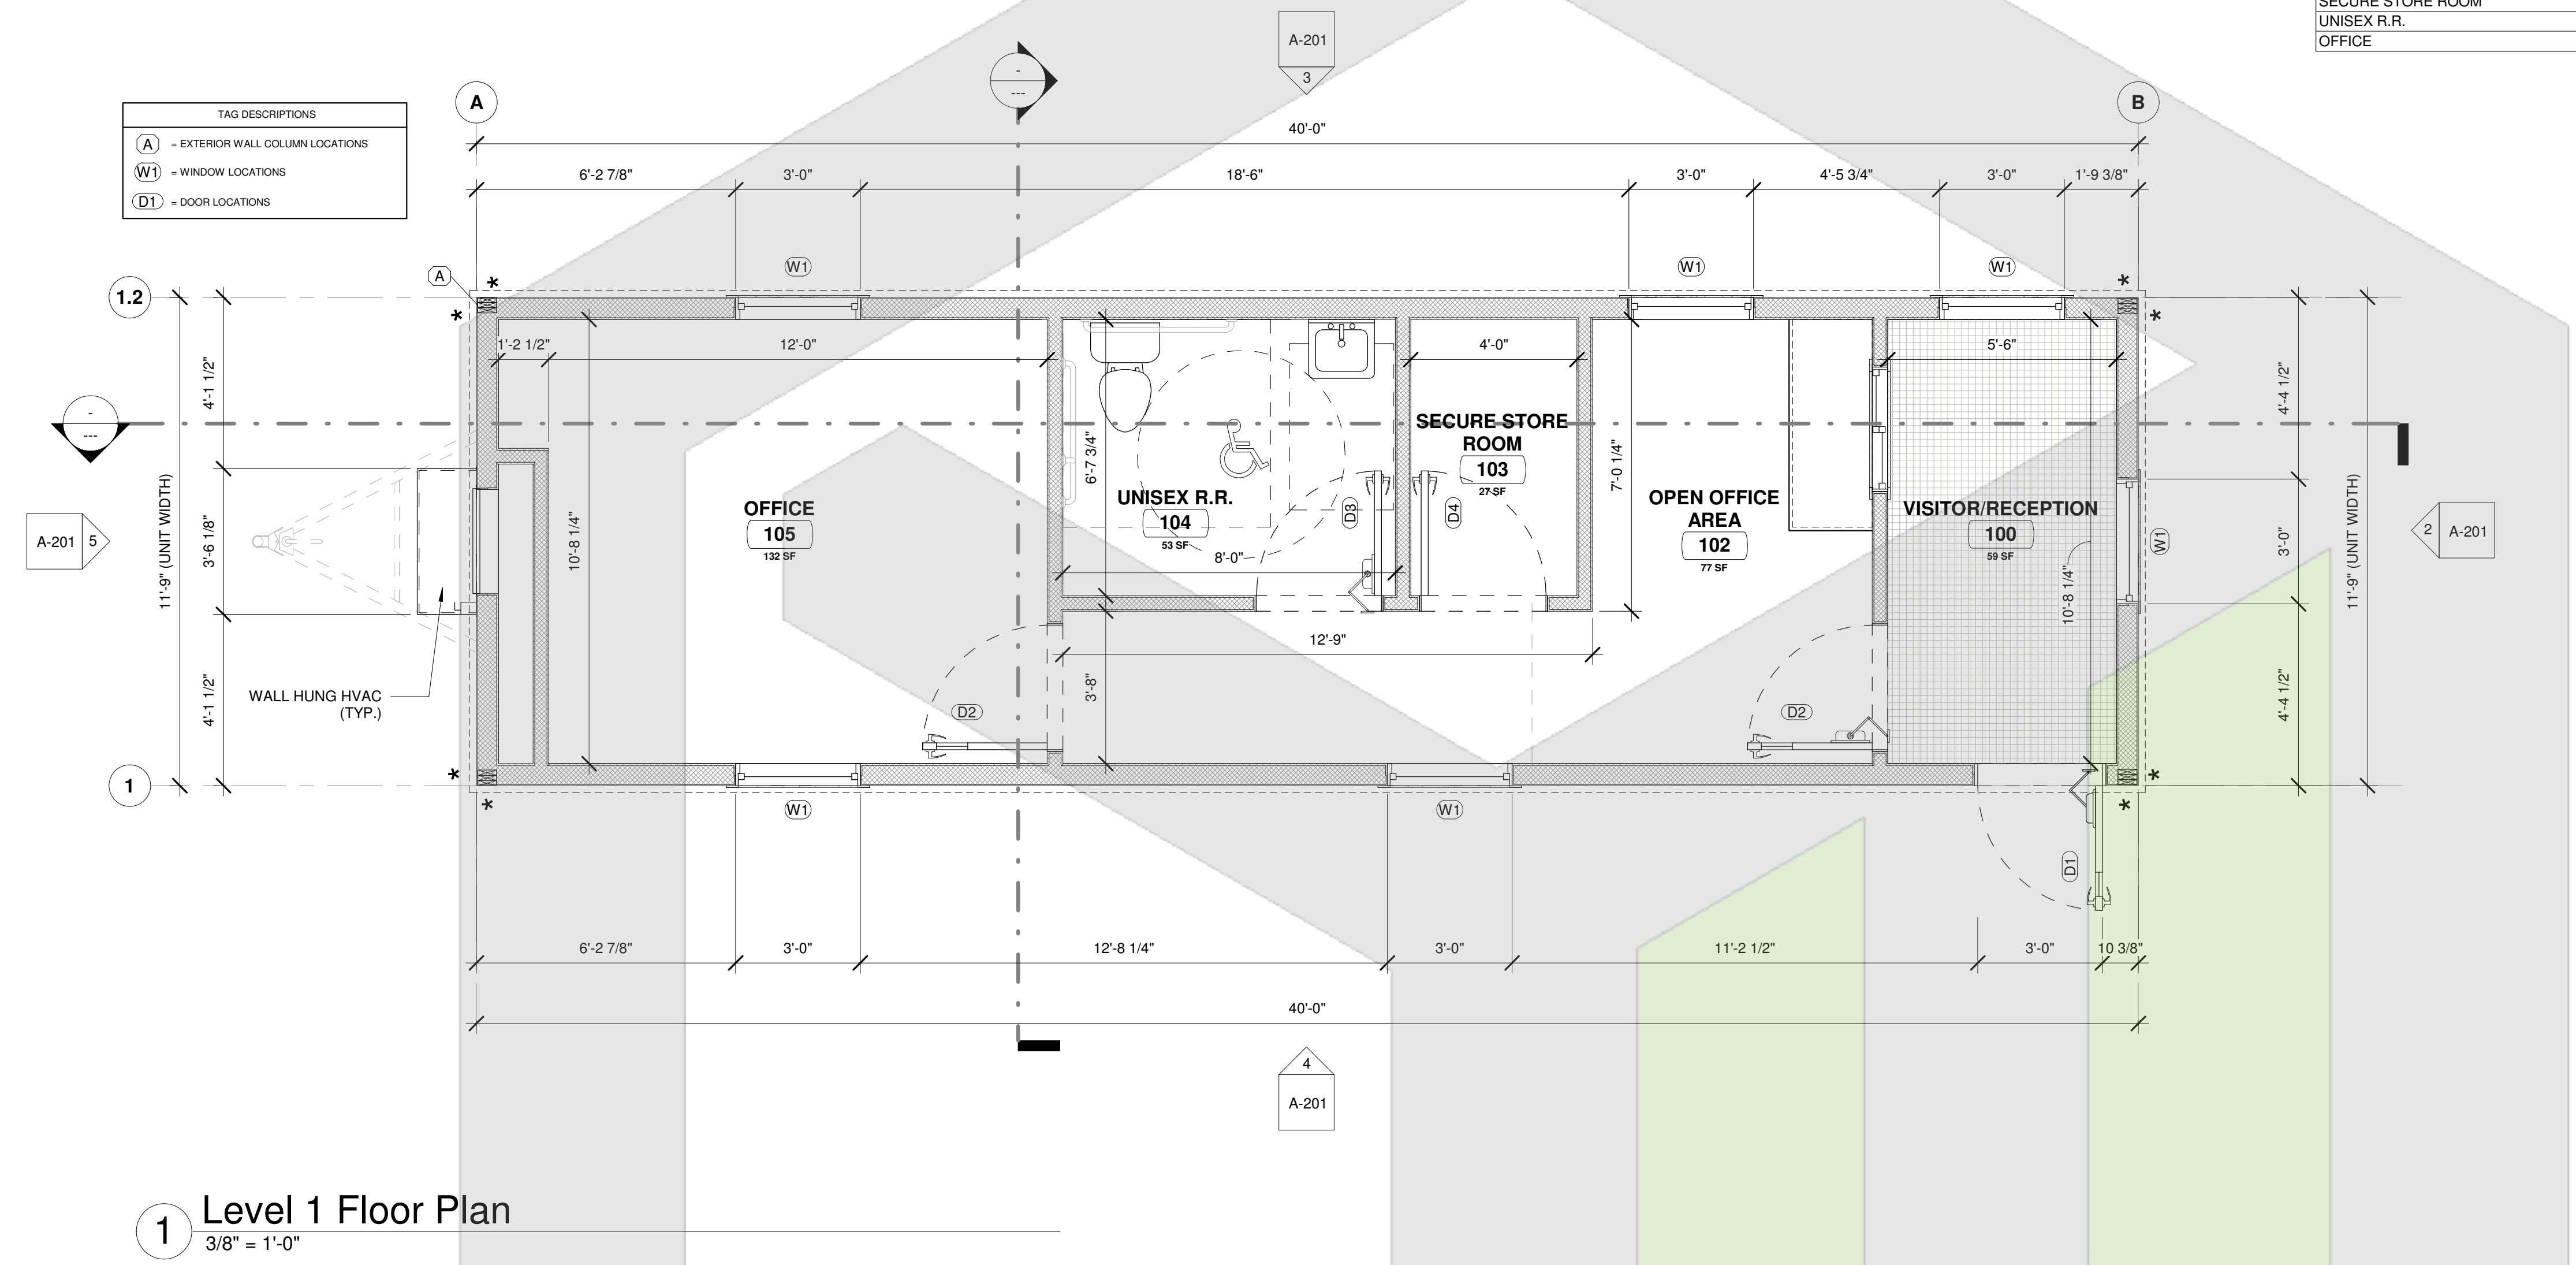 SECURE STORE ROOM
UNISEX R.R.
OFFICE
A-201
3
-
---
A
B
TAG DESCRIPTIONS
A = EXTERIOR WALL COLUMN LOCATIONS
W1 = WINDOW LOCATIONS
D1 = DOOR LOCATIONS
40'-0"
6'-2 7/8" 3'-0" 18'-6" 3'-0" 4'-5 3/4" 3'-0" 1'-9 3/8"
W1 W1 W1
A
1.2
1'-2 1/2" 12'-0" 4'-0" 5'-6"
4'-1 1/2"
4'-4 1/2"
-
---
SECURE STORE
ROOM
103
27 SF
6'-7 3/4"
7'-0 1/4"
OFFICE
105
132 SF
UNISEX R.R.
104
53 SF
8'-0"
D3
D4
OPEN OFFICE
AREA
102
77 SF
VISITOR/RECEPTION
100
59 SF
A-201 5
11'-9" (UNIT WIDTH)
3'-6 1/8"
10'-8 1/4"
10'-8 1/4"
W1
3'-0"
11'-9" (UNIT WIDTH)
2 A-201
12'-9"
WALL HUNG HVAC
(TYP.)
4'-1 1/2"
3'-8"
4'-4 1/2"
D2
D2
1
W1 W1
D1
6'-2 7/8" 3'-0" 12'-8 1/4" 3'-0" 11'-2 1/2" 3'-0" 10 3/8"
40'-0"
4
A-201
1
Level 1 Floor Plan
3/8" = 1'-0"